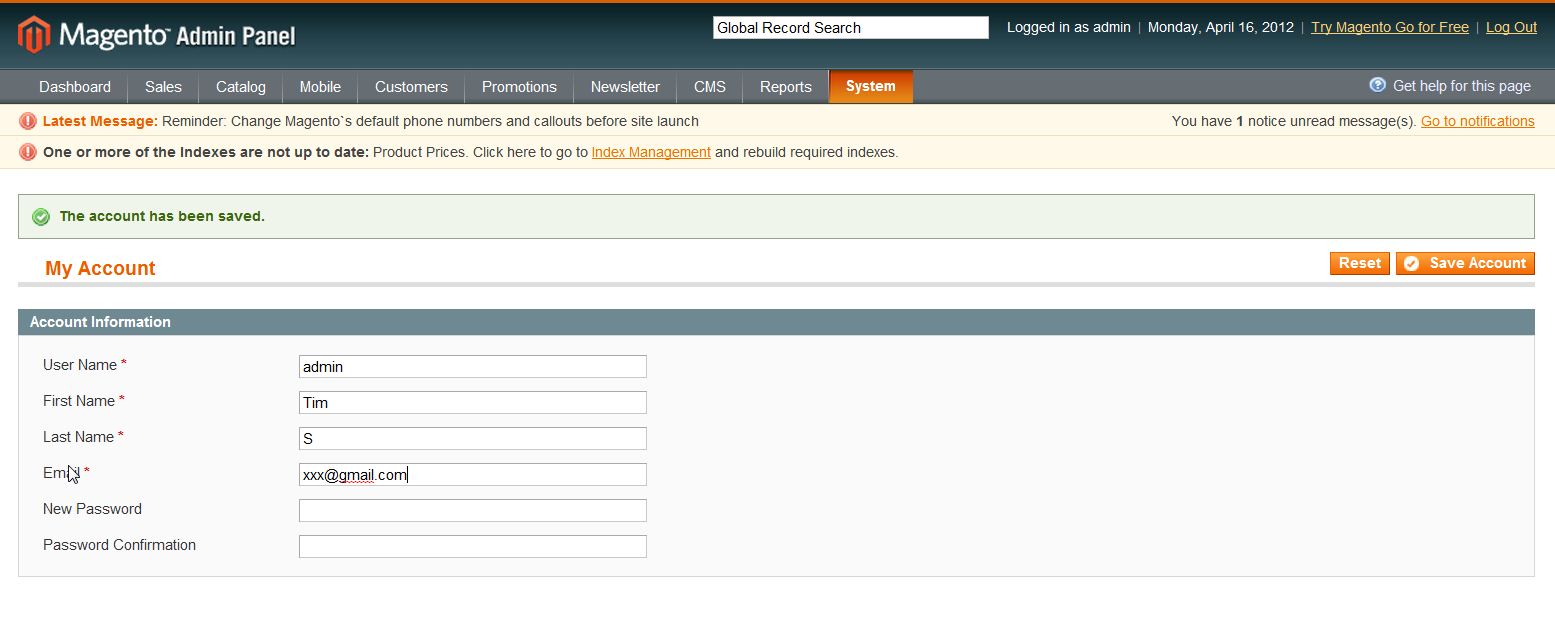 Magento™ Admin Panel
Global Record Search
Logged in as admin | Monday, April 16, 2012 | Try Magento Go for Free | Log Out
Dashboard Sales Catalog Mobile Customers Promotions Newsletter CMS Reports System
Get help for this page
Latest Message: Reminder: Change Magento`s default phone numbers and callouts before site launch
You have 1 notice unread message(s). Go to notifications
One or more of the Indexes are not up to date: Product Prices. Click here to go to Index Management and rebuild required indexes.
The account has been saved.
My Account
Reset Save Account
Account Information
User Name * admin
First Name * Tim
Last Name * S
Email * xxx@gmail.com
New Password
Password Confirmation